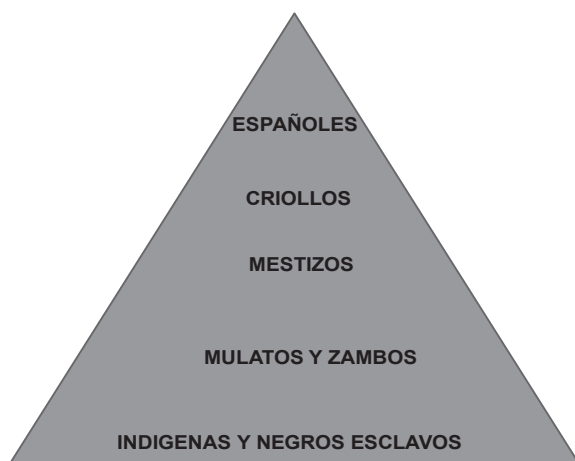 ESPAÑOLES
CRIOLLOS
MESTIZOS
MULATOS Y ZAMBOS
INDIGENAS Y NEGROS ESCLAVOS